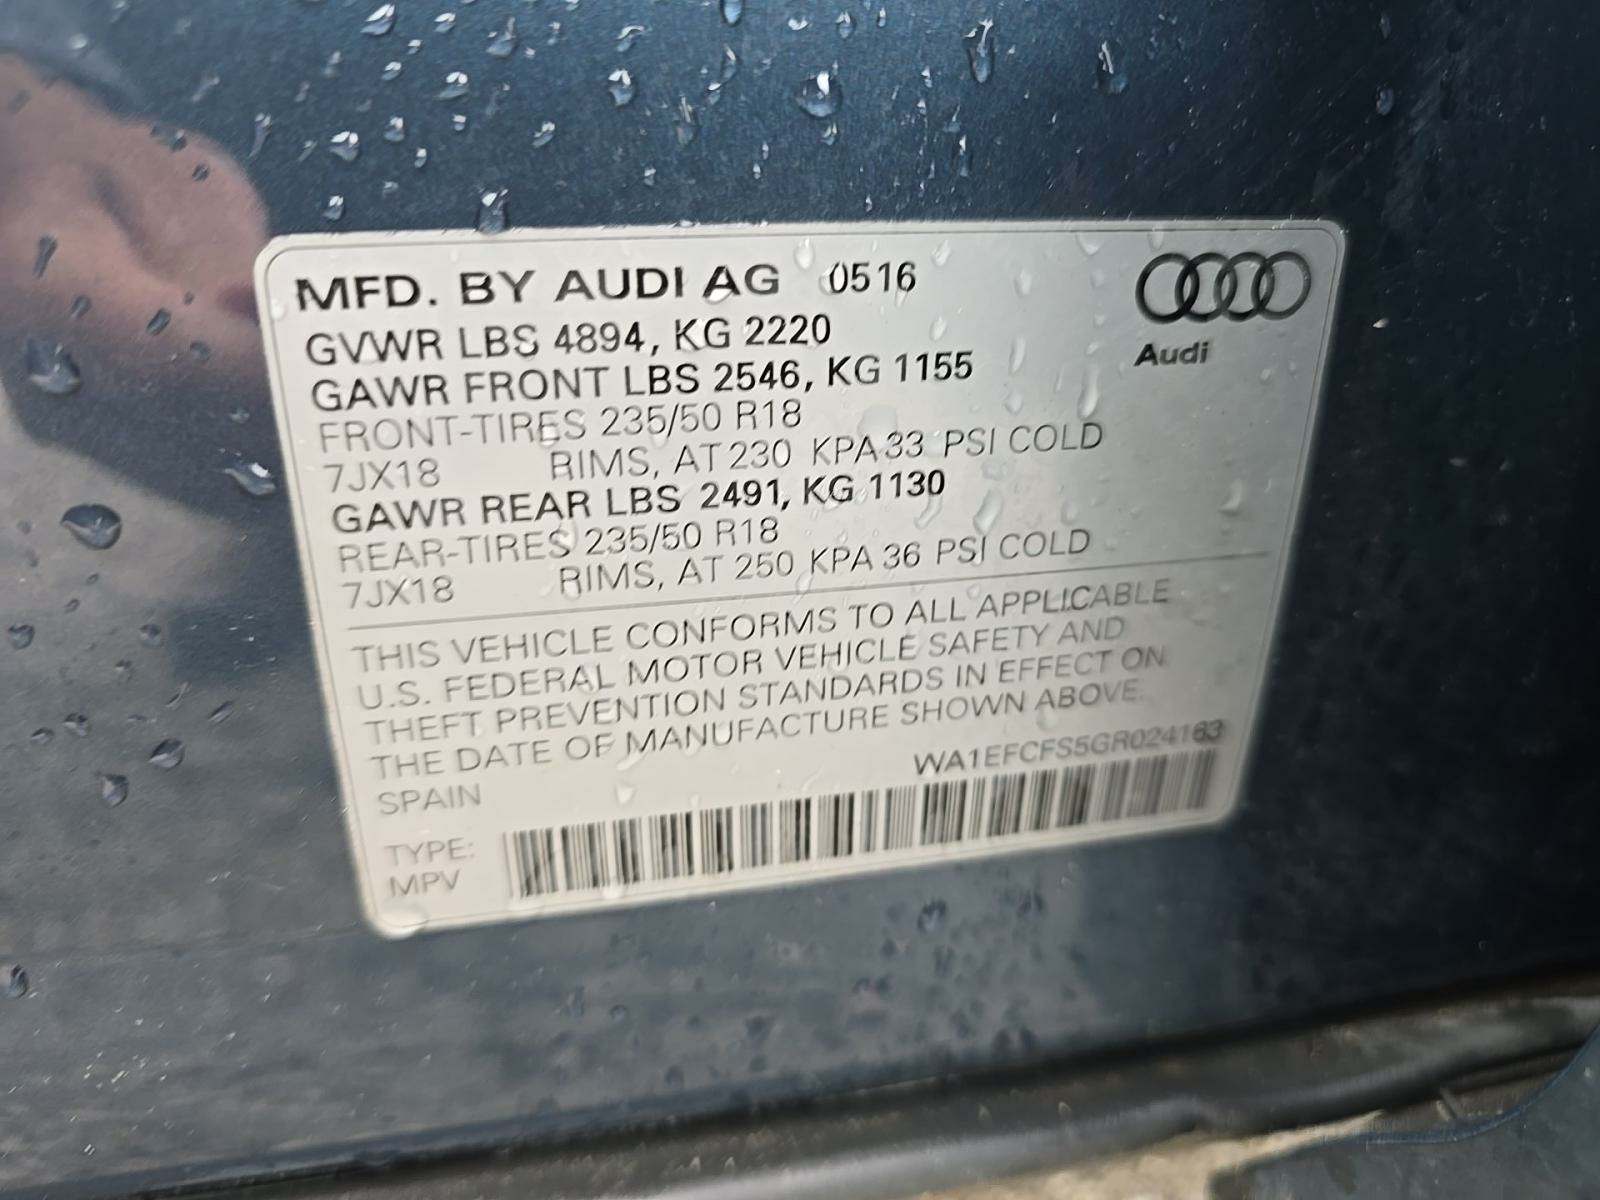 MFD. BY AUDI AG 0516
GVWR LBS 4894, KG 2220
GAWR FRONT LBS 2546, KG 1155
FRONT-TIRES 235/50 R18
7JX18 RIMS, AT 230 KPA 33 PSI COLD
GAWR REAR LBS 2491, KG 1130
REAR-TIRES 235/50 R18
7JX18 RIMS, AT 250 KPA 36 PSI COLD
Audi
THIS VEHICLE CONFORMS TO ALL APPLICABLE
U.S. FEDERAL MOTOR VEHICLE SAFETY AND
THEFT PREVENTION STANDARDS IN EFFECT ON
THE DATE OF MANUFACTURE SHOWN ABOVE.
SPAIN
WA1EFCFS5GR024163
TYPE:
MPV